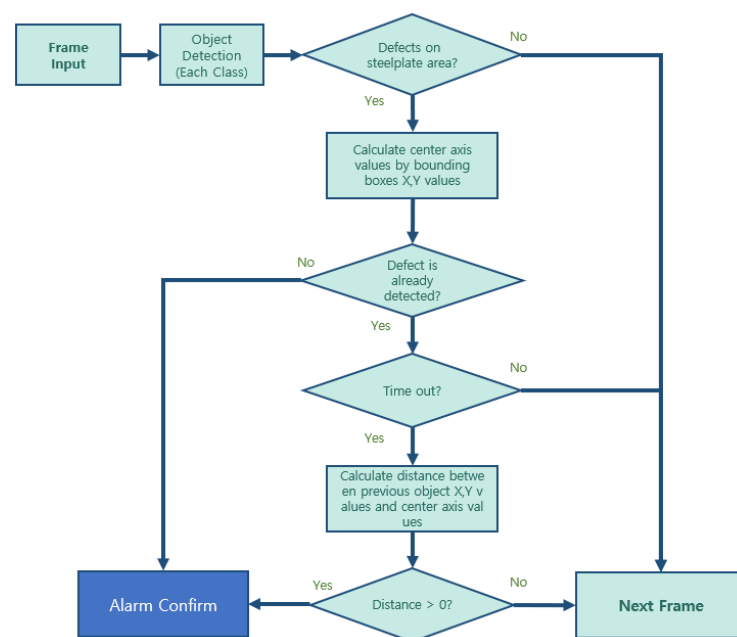 Frame
Input
Object
Detection
(Each Class)
Defects on
steelplate area?
No
Yes
Calculate center axis
values by bounding
boxes X,Y values
No
Defect is
already
detected?
Yes
Time out?
No
Yes
Calculate distance betwe
en previous object X,Y v
alues and center axis val
ues
Alarm Confirm
Yes
Distance > 0?
No
Next Frame